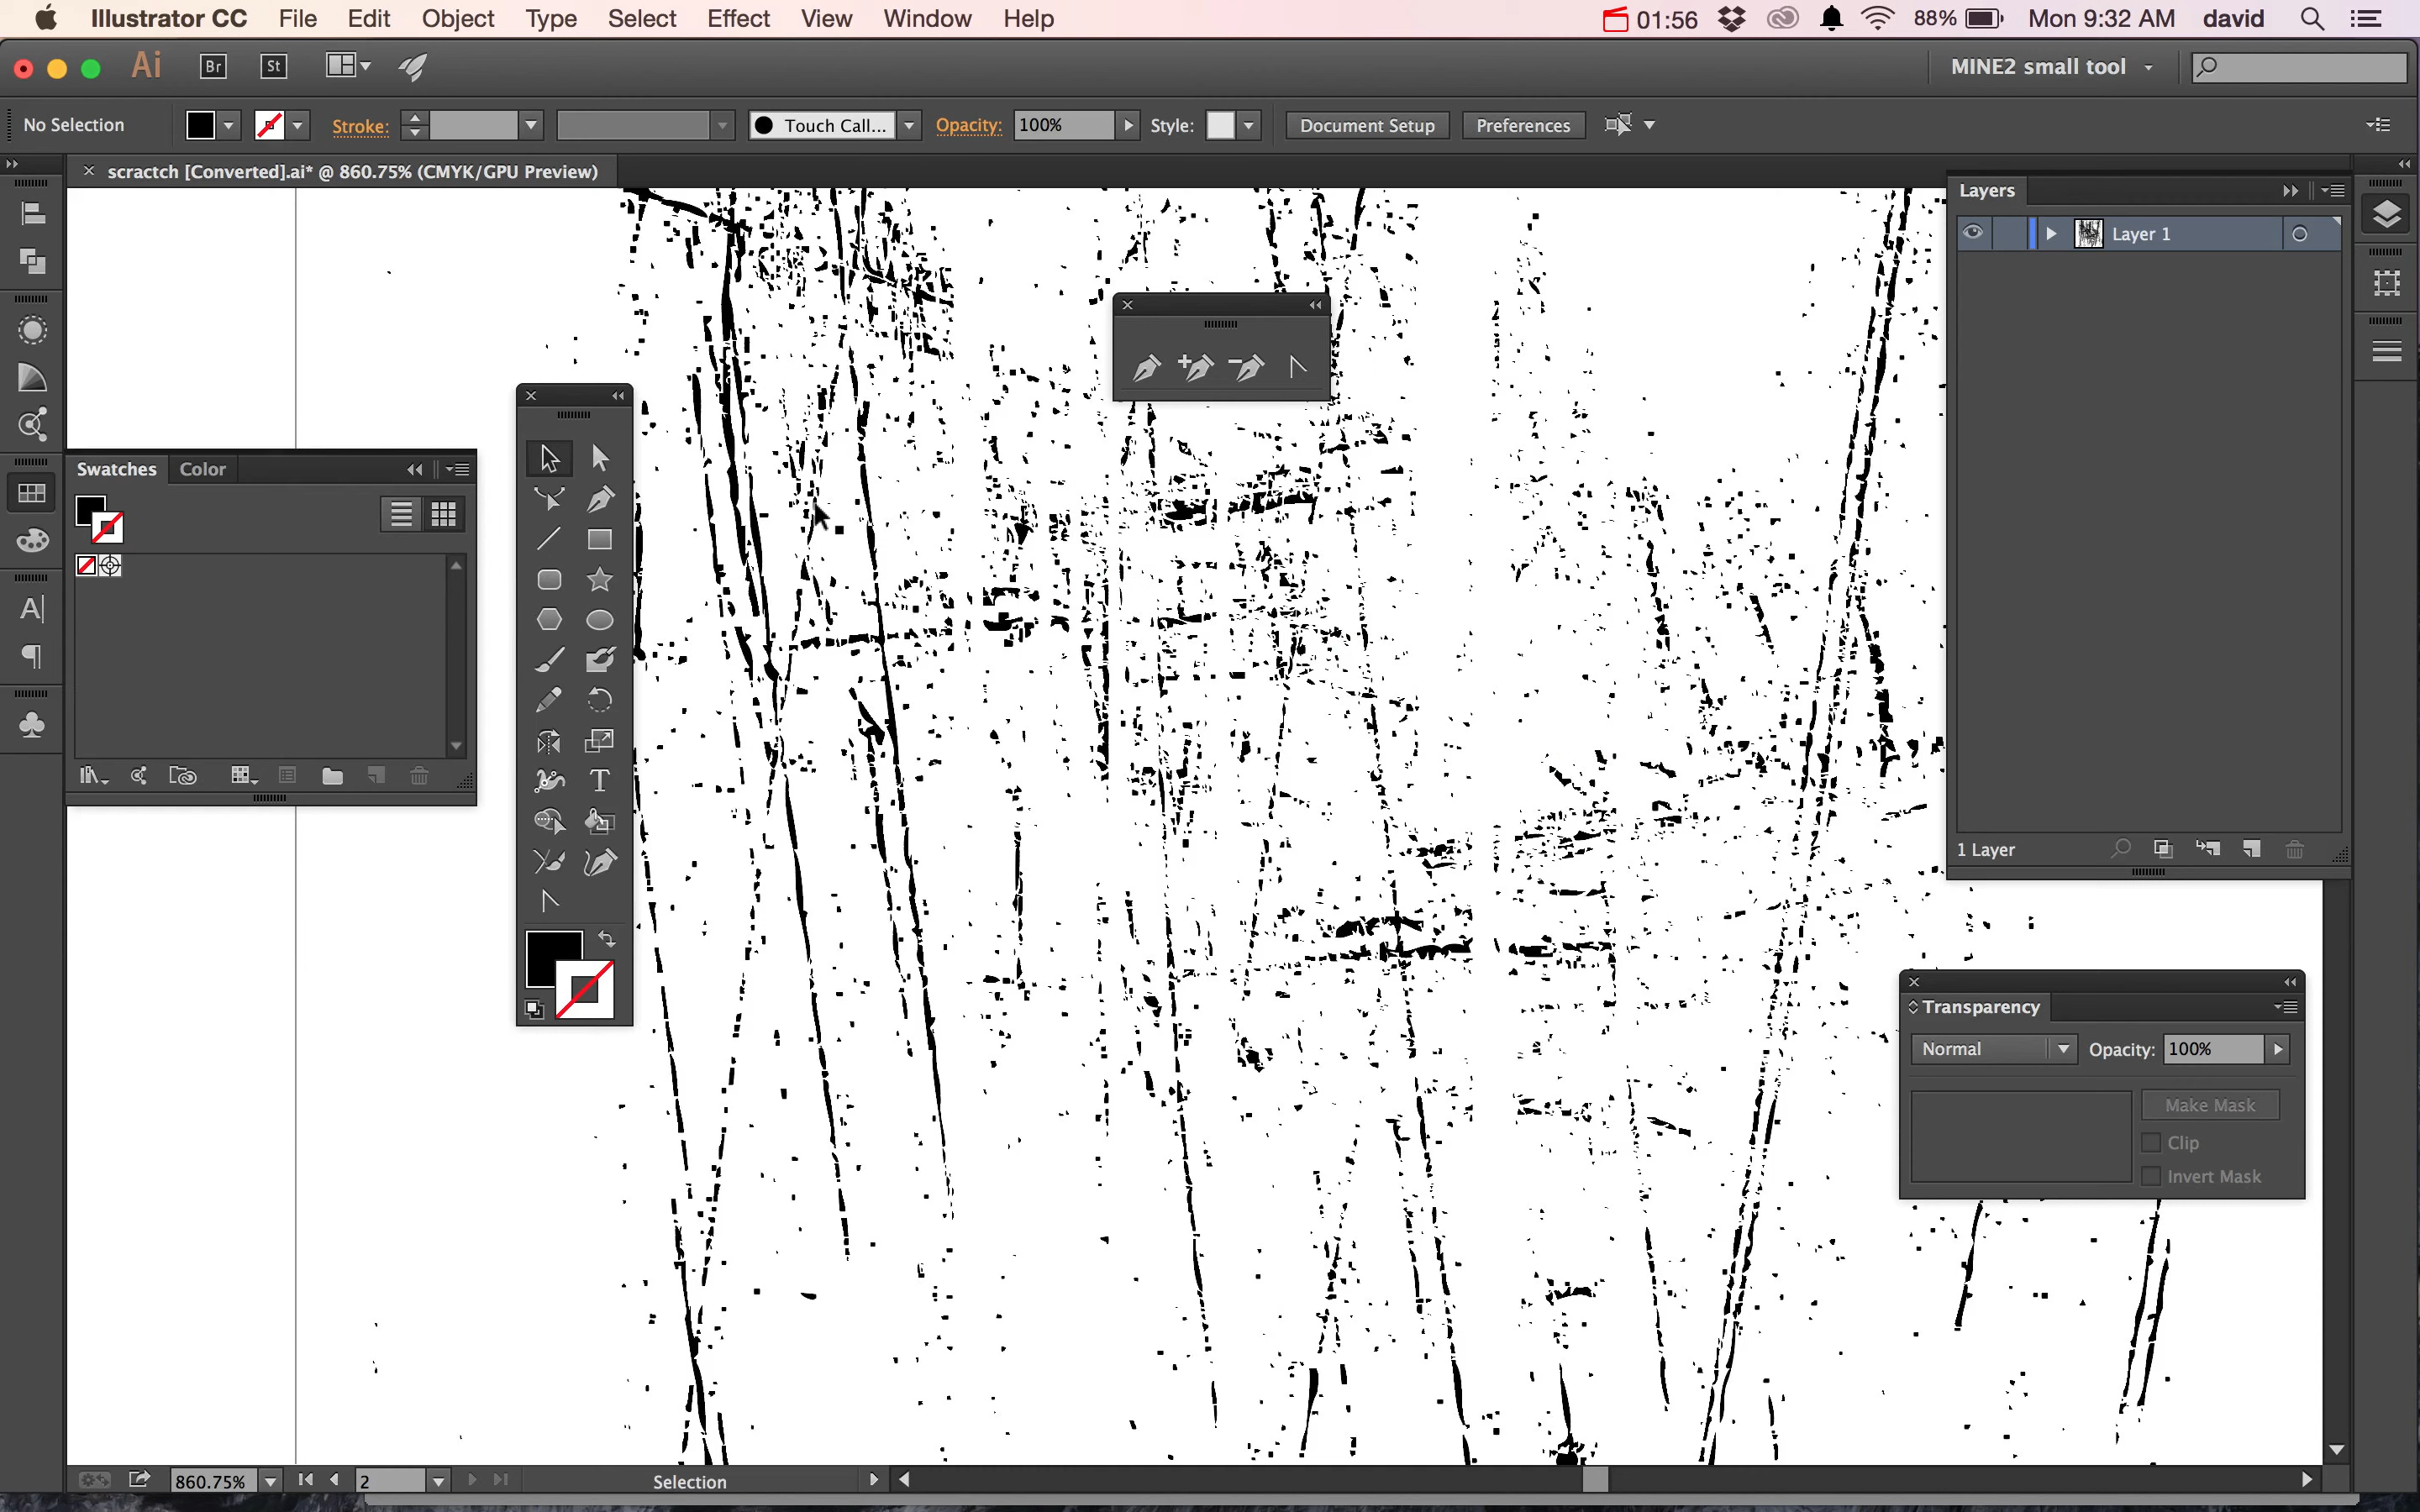 Illustrator CC File Edit Object Type Select Effect View Window Help 01:56 88% Mon 9:32 AM david
Ai Br St MINE2 small tool
No Selection Stroke: Touch Call... Opacity: 100% Style: Document Setup Preferences
scractch [Converted].ai* @ 860.75% (CMYK/GPU Preview)
Layers
Layer 1
Swatches Color
1 Layer
Transparency
Normal Opacity: 100%
Make Mask
Clip
Invert Mask
860.75% 2 Selection